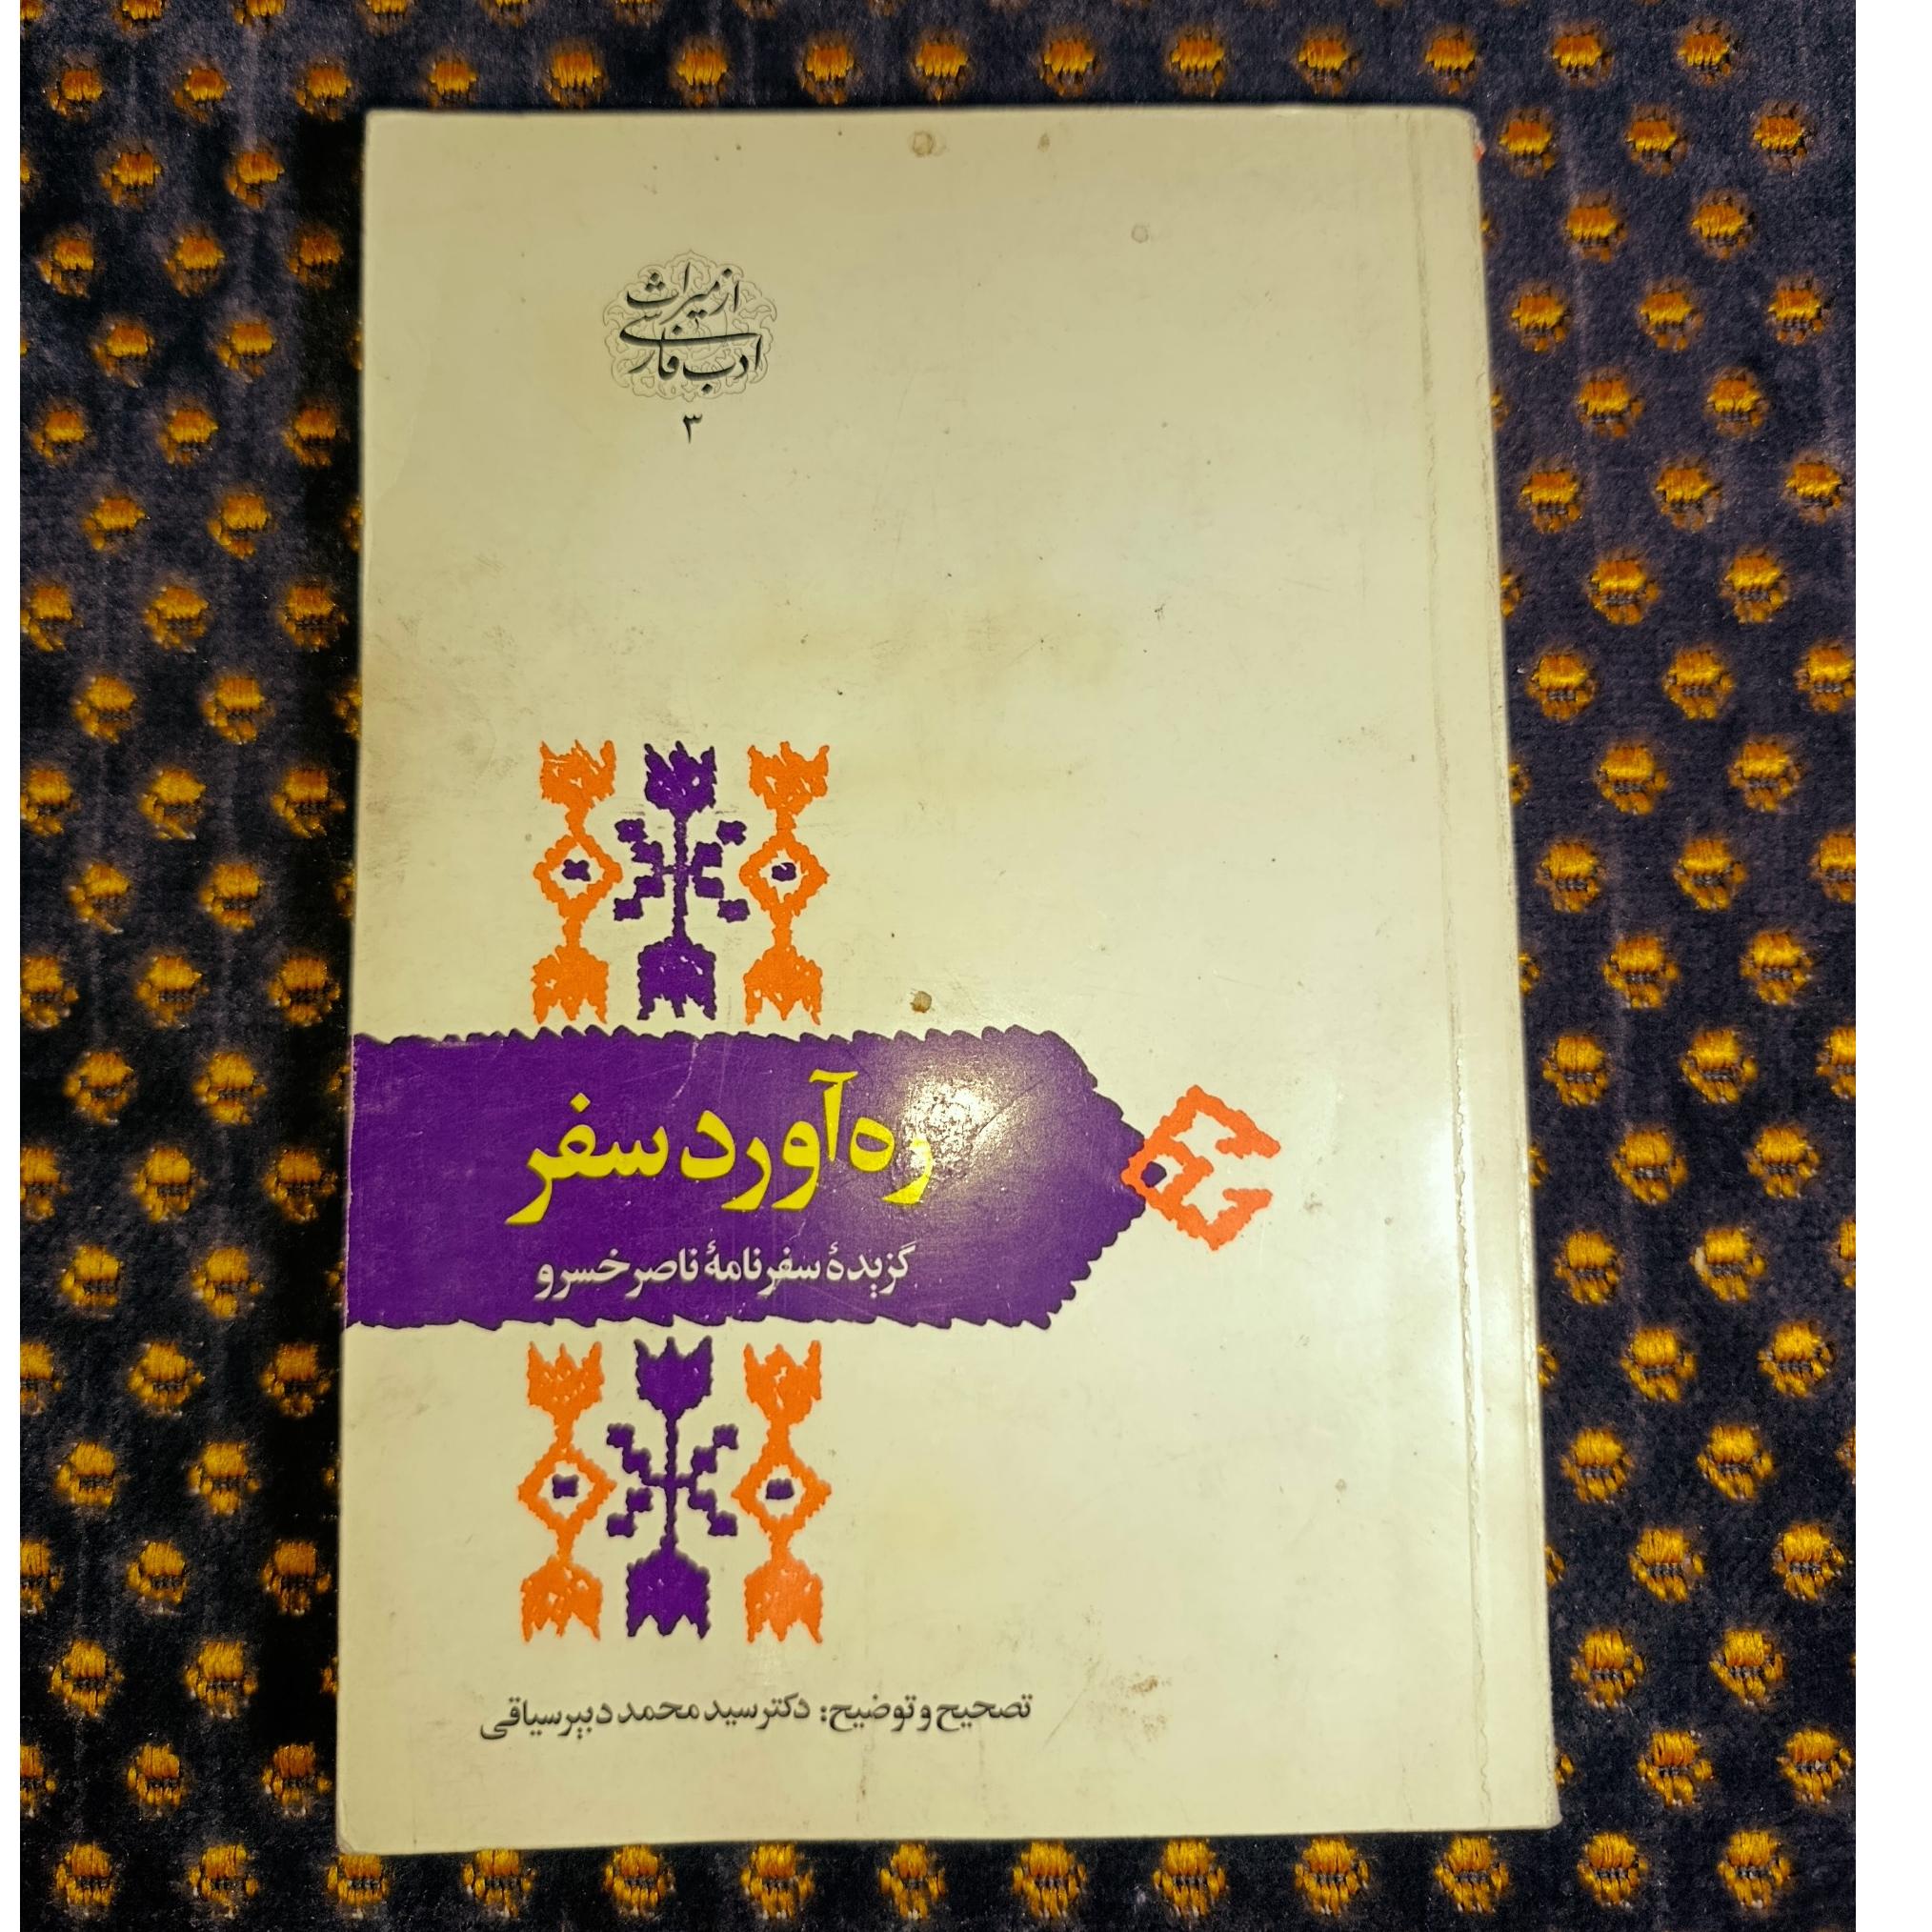 از میراث
ادب فارسی
۳
ره‌آورد سفر
گزیدهٔ سفرنامهٔ ناصرخسرو
تصحیح و توضیح: دکتر سید محمد دبیرسیاقی